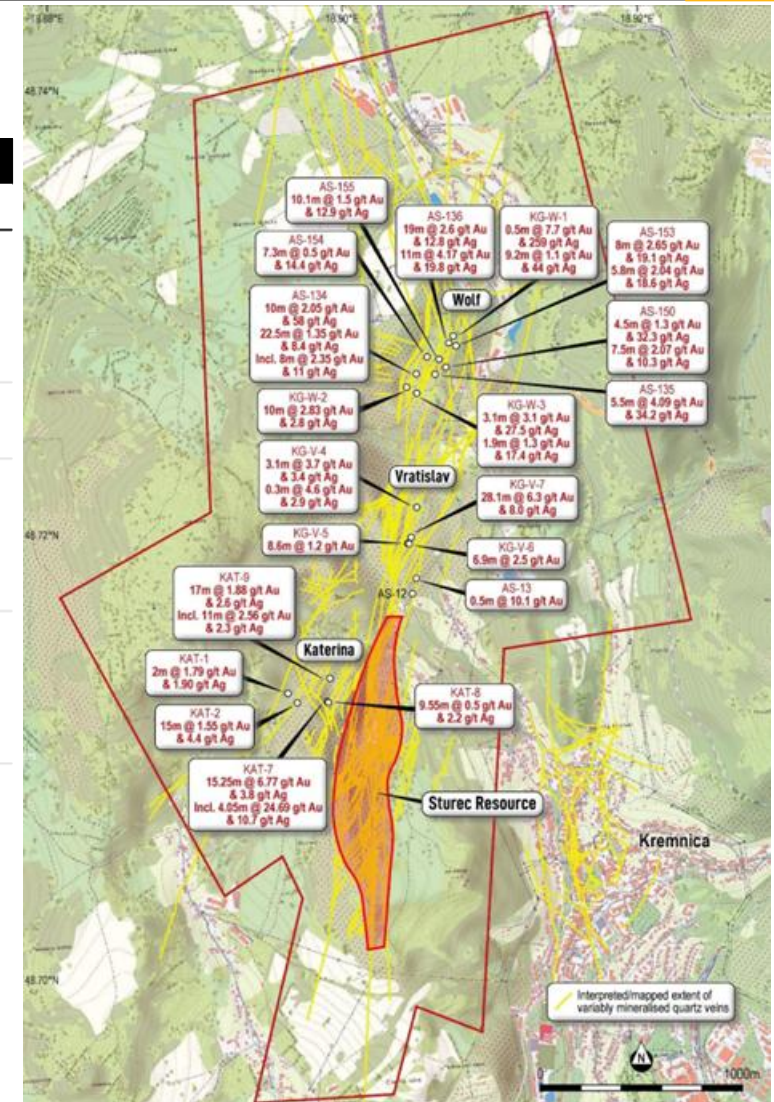 18.88°E
18.90°E
18.92°E
48.74°N
AS-155
10.1m @ 1.5 g/t Au
& 12.9 g/t Ag
AS-136
19m @ 2.6 g/t Au
& 12.8 g/t Ag
11m @ 4.17 g/t Au
& 19.8 g/t Ag
KG-W-1
0.5m @ 7.7 g/t Au
& 259 g/t Ag
9.2m @ 1.1 g/t Au
& 44 g/t Ag
AS-153
8m @ 2.65 g/t Au
& 19.1 g/t Ag
5.8m @ 2.04 g/t Au
& 18.6 g/t Ag
AS-154
7.3m @ 0.5 g/t Au
& 14.4 g/t Ag
AS-134
10m @ 2.05 g/t Au
& 58 g/t Ag
22.5m @ 1.35 g/t Au
& 8.4 g/t Ag
Incl. 8m @ 2.35 g/t Au
& 11 g/t Ag
Wolf
AS-150
4.5m @ 1.3 g/t Au
& 32.3 g/t Ag
7.5m @ 2.07 g/t Au
& 10.3 g/t Ag
AS-135
5.5m @ 4.09 g/t Au
& 34.2 g/t Ag
KG-W-2
10m @ 2.83 g/t Au
& 2.8 g/t Ag
KG-W-3
3.1m @ 3.1 g/t Au
& 27.5 g/t Ag
1.9m @ 1.3 g/t Au
& 17.4 g/t Ag
KG-V-4
3.1m @ 3.7 g/t Au
& 3.4 g/t Ag
0.3m @ 4.6 g/t Au
& 2.9 g/t Ag
Vratislav
KG-V-7
28.1m @ 6.3 g/t Au
& 8.0 g/t Ag
48.72°N
KG-V-5
8.6m @ 1.2 g/t Au
KG-V-6
6.9m @ 2.5 g/t Au
AS-12
AS-13
0.5m @ 10.1 g/t Au
KAT-9
17m @ 1.88 g/t Au
& 2.6 g/t Ag
Incl. 11m @ 2.56 g/t Au
& 2.3 g/t Ag
Katerina
KAT-1
2m @ 1.79 g/t Au
& 1.90 g/t Ag
KAT-2
15m @ 1.55 g/t Au
& 4.4 g/t Ag
KAT-8
9.55m @ 0.5 g/t Au
& 2.2 g/t Ag
KAT-7
15.25m @ 6.77 g/t Au
& 3.8 g/t Ag
Incl. 4.05m @ 24.69 g/t Au
& 10.7 g/t Ag
Sturec Resource
Kremnica
48.70°N
Interpreted/mapped extent of
variably mineralised quartz veins
N
0
1000m